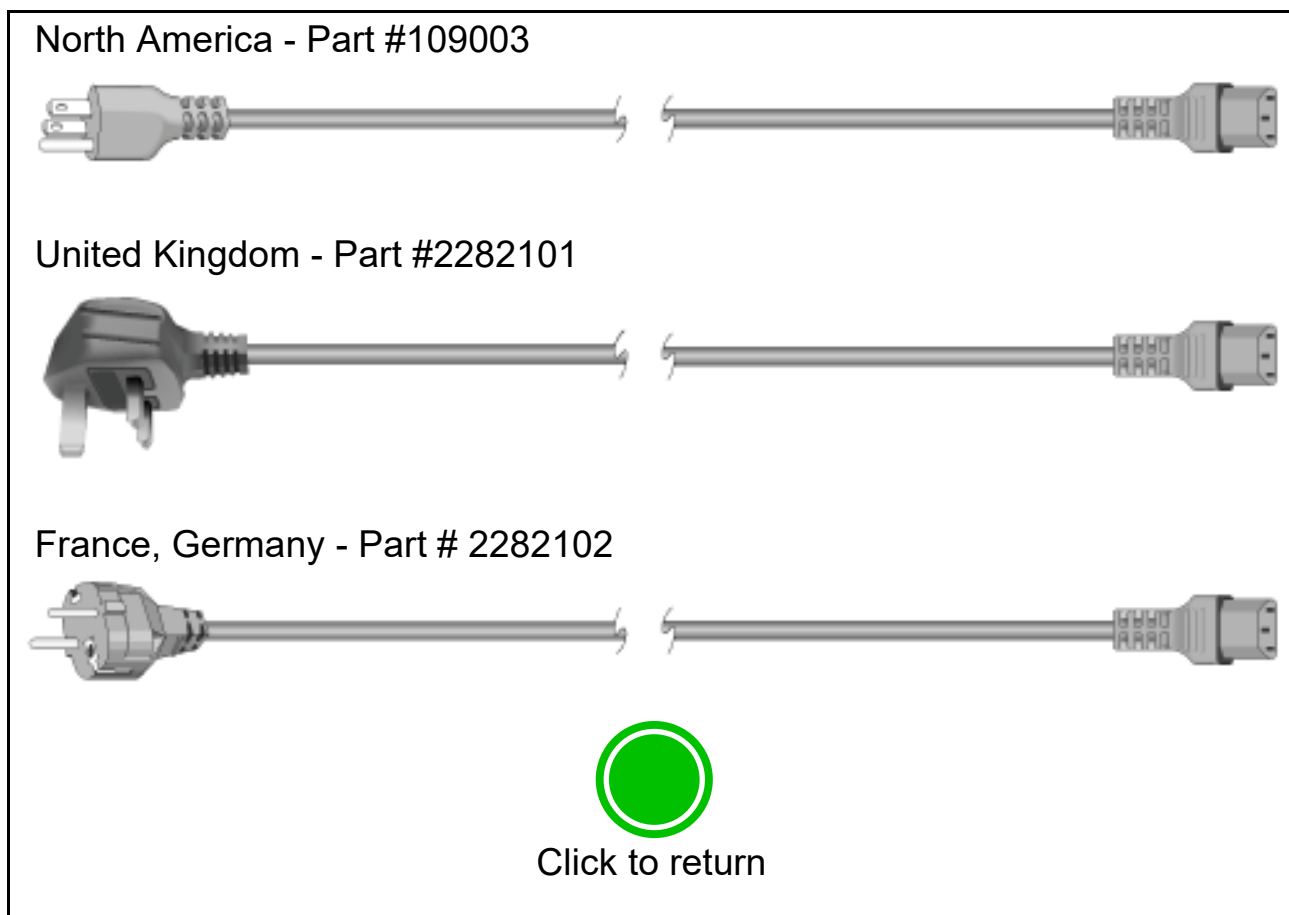 North America - Part #109003
United Kingdom - Part #2282101
France, Germany - Part # 2282102
Click to return